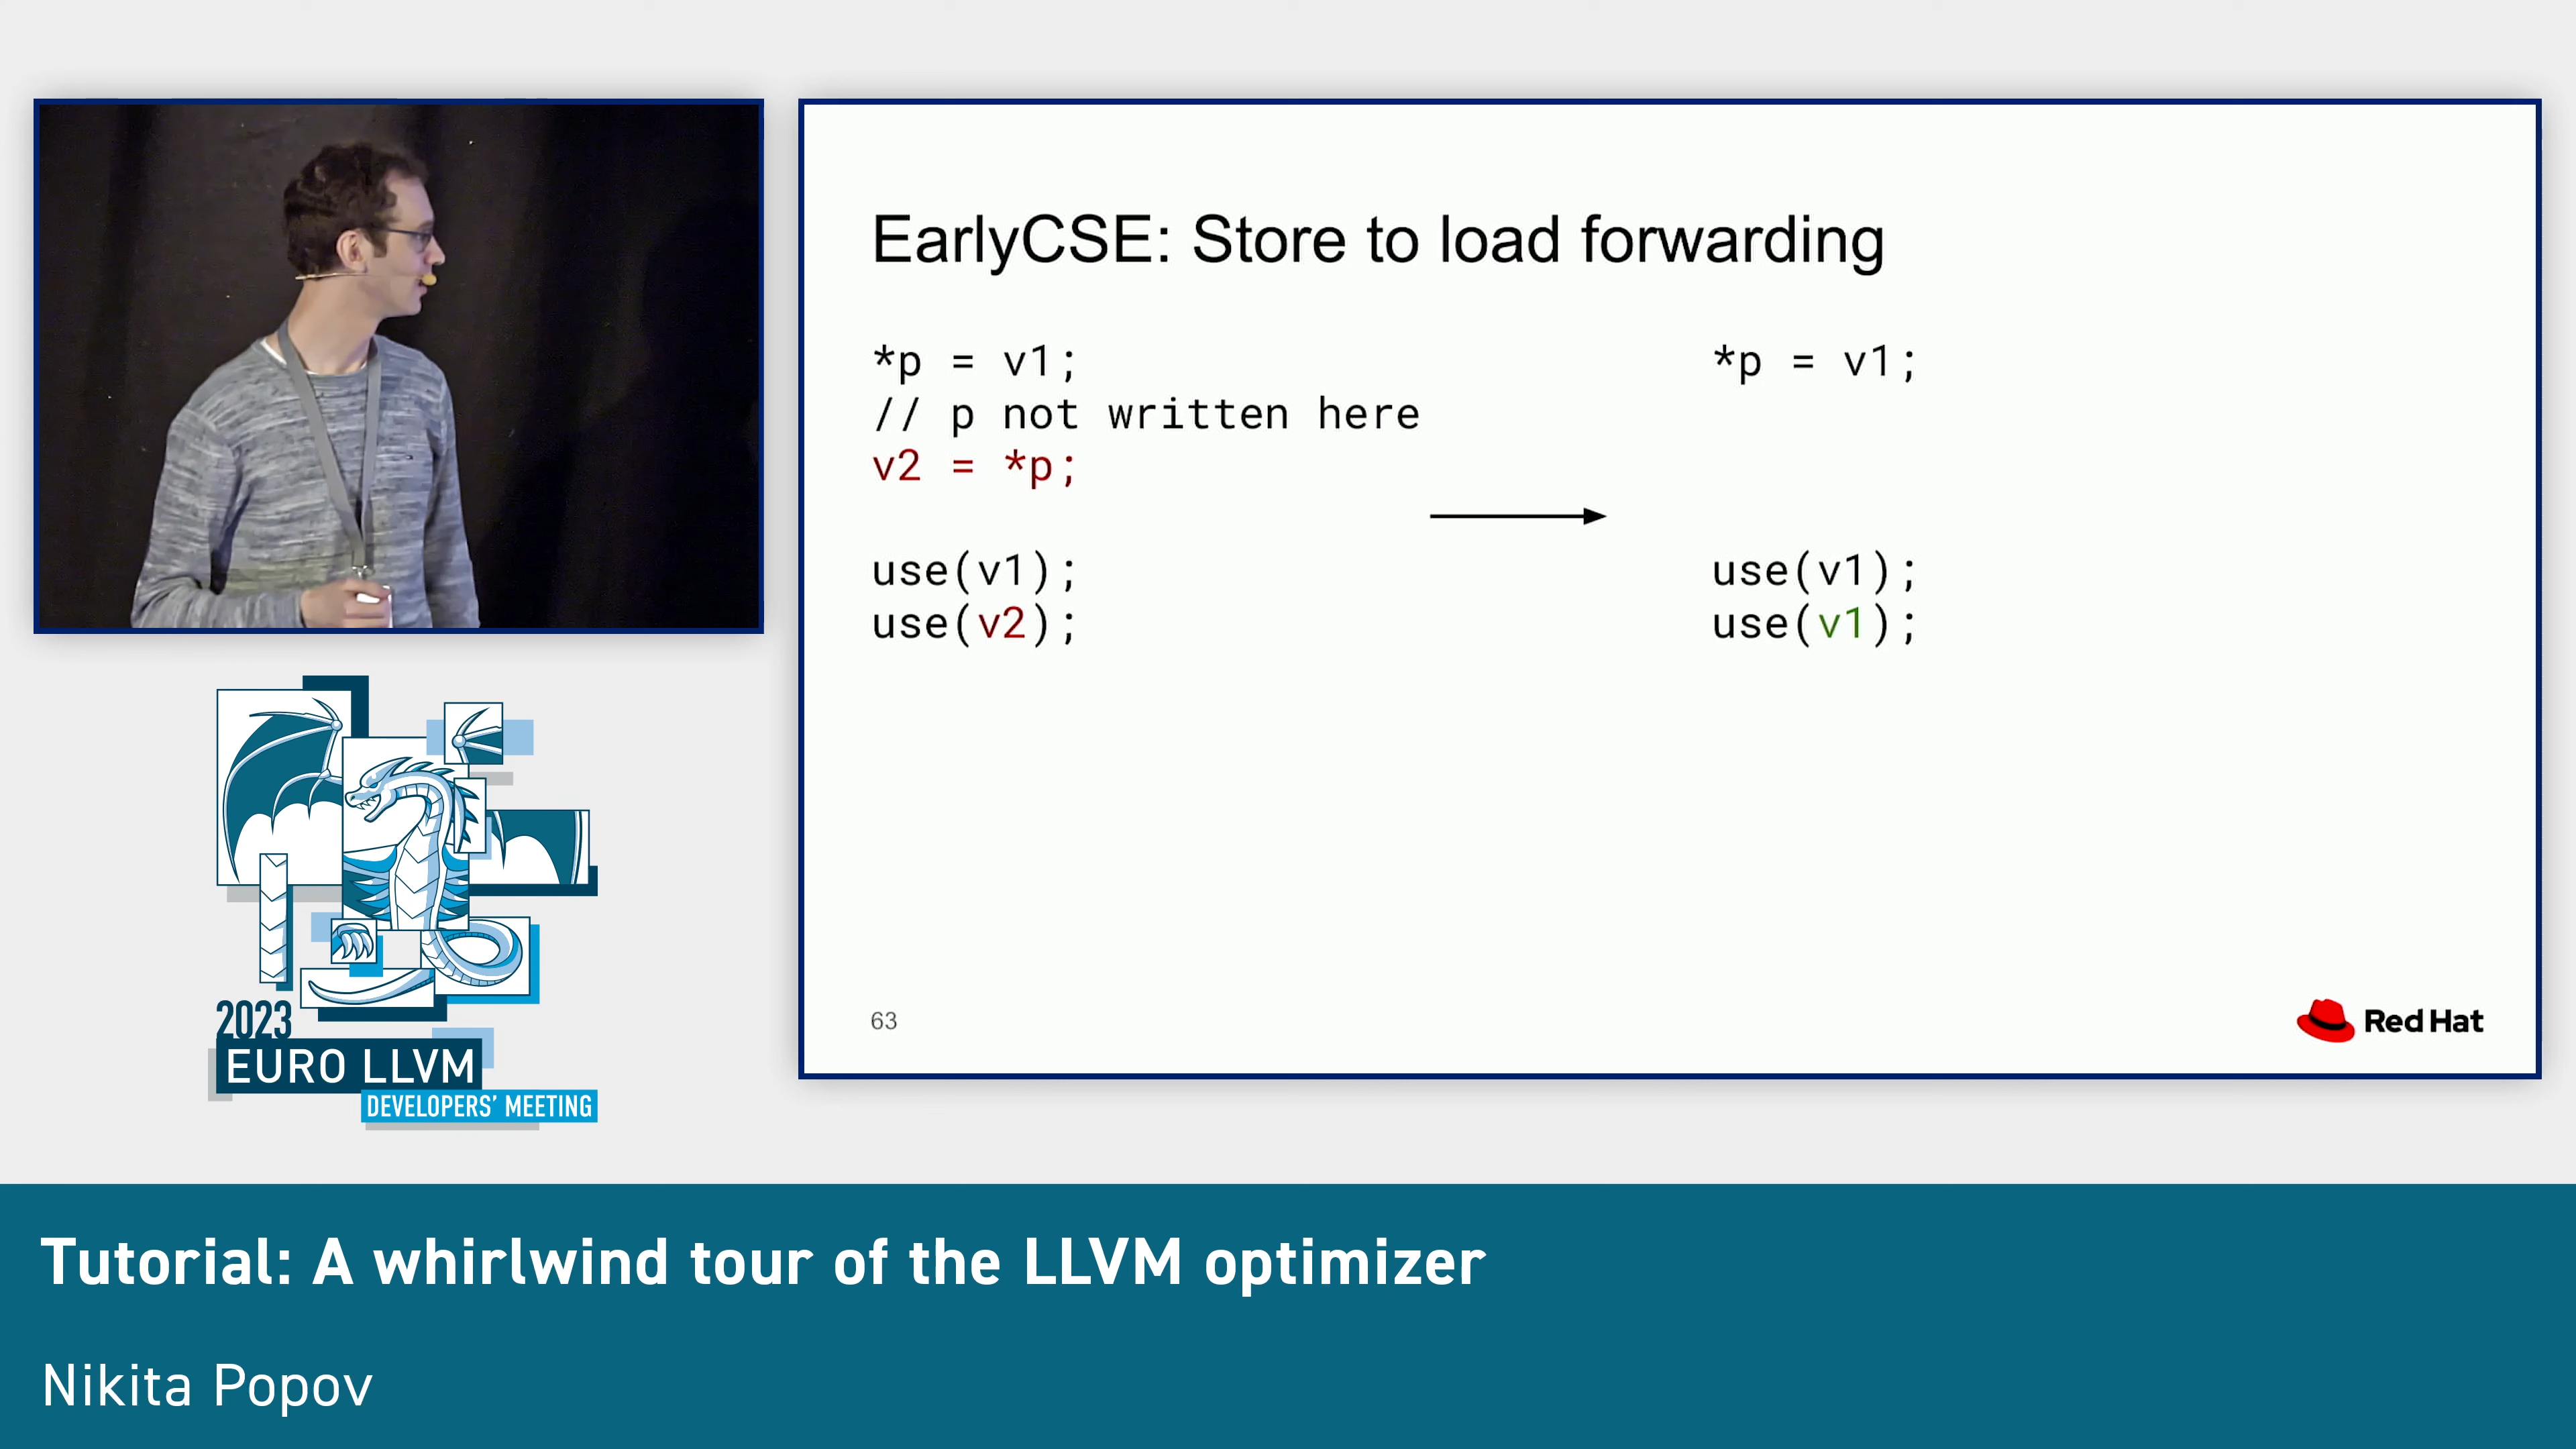 EarlyCSE: Store to load forwarding
*p = v1;
// p not written here
v2 = *p;
use(v1);
use(v2);
*p = v1;
use(v1);
use(v1);
63
Red Hat
2023
EURO LLVM
DEVELOPERS' MEETING
Tutorial: A whirlwind tour of the LLVM optimizer
Nikita Popov